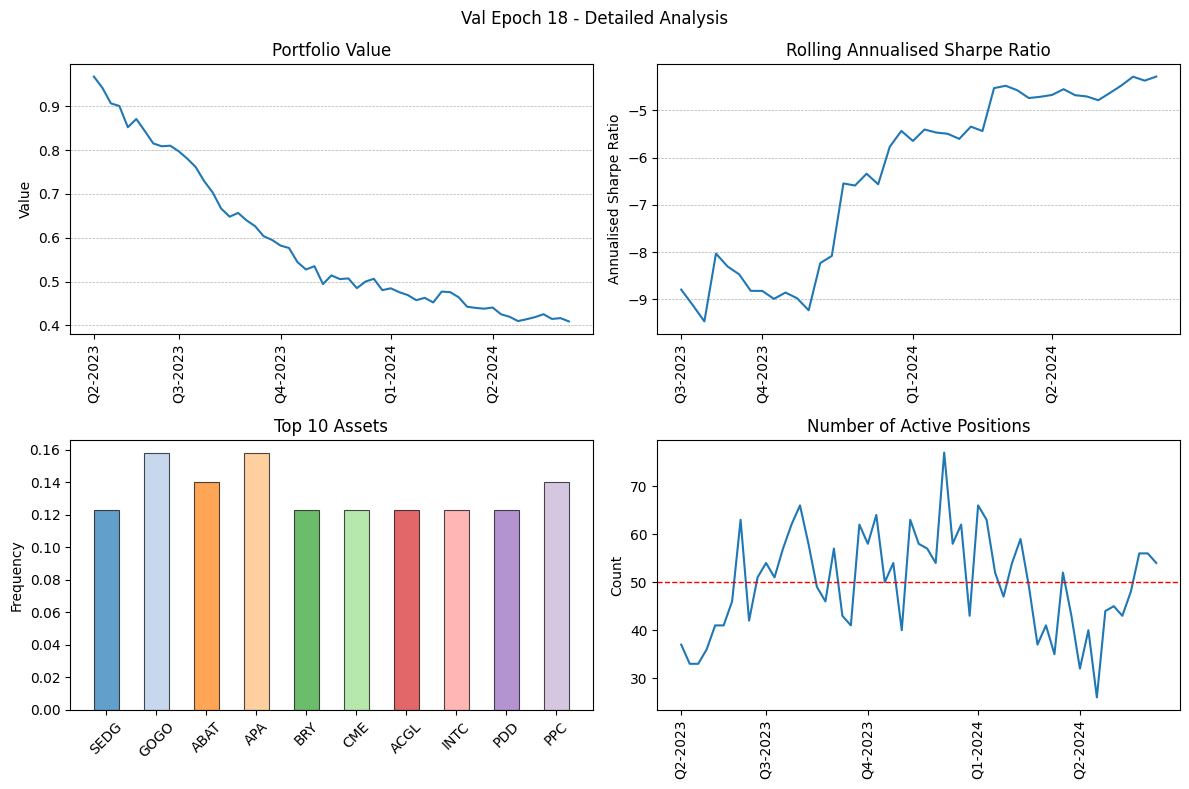 Val Epoch 18 - Detailed Analysis
Portfolio Value
Value
0.9
0.8
0.7
0.6
0.5
0.4
Q2-2023
Q3-2023
Q4-2023
Q1-2024
Q2-2024
Rolling Annualised Sharpe Ratio
Annualised Sharpe Ratio
−5
−6
−7
−8
−9
Q3-2023
Q4-2023
Q1-2024
Q2-2024
Top 10 Assets
Frequency
0.16
0.14
0.12
0.10
0.08
0.06
0.04
0.02
0.00
SEDG
GOGO
ABAT
APA
BRY
CME
ACGL
INTC
PDD
PPC
Number of Active Positions
Count
70
60
50
40
30
Q2-2023
Q3-2023
Q4-2023
Q1-2024
Q2-2024